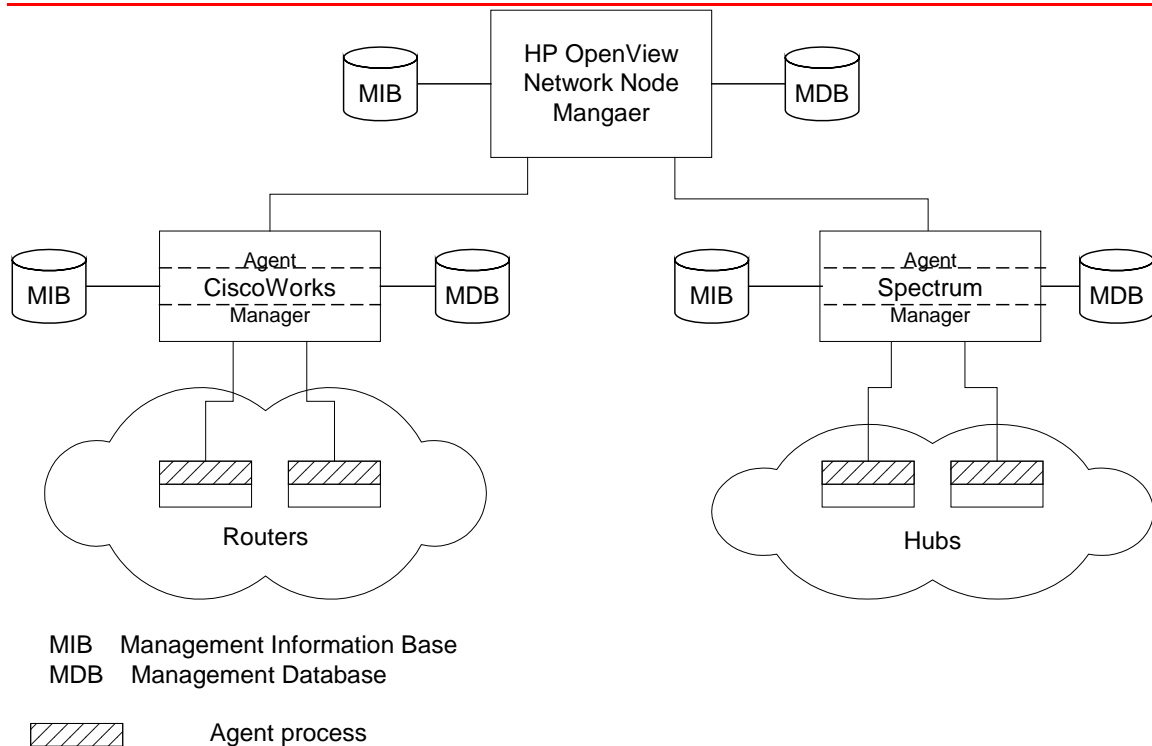 HP OpenView
Network Node
Mangaer
MIB
MDB
Agent
CiscoWorks
Manager
MIB
MDB
Agent
Spectrum
Manager
MIB
MDB
Routers
Hubs
MIB Management Information Base
MDB Management Database
Agent process